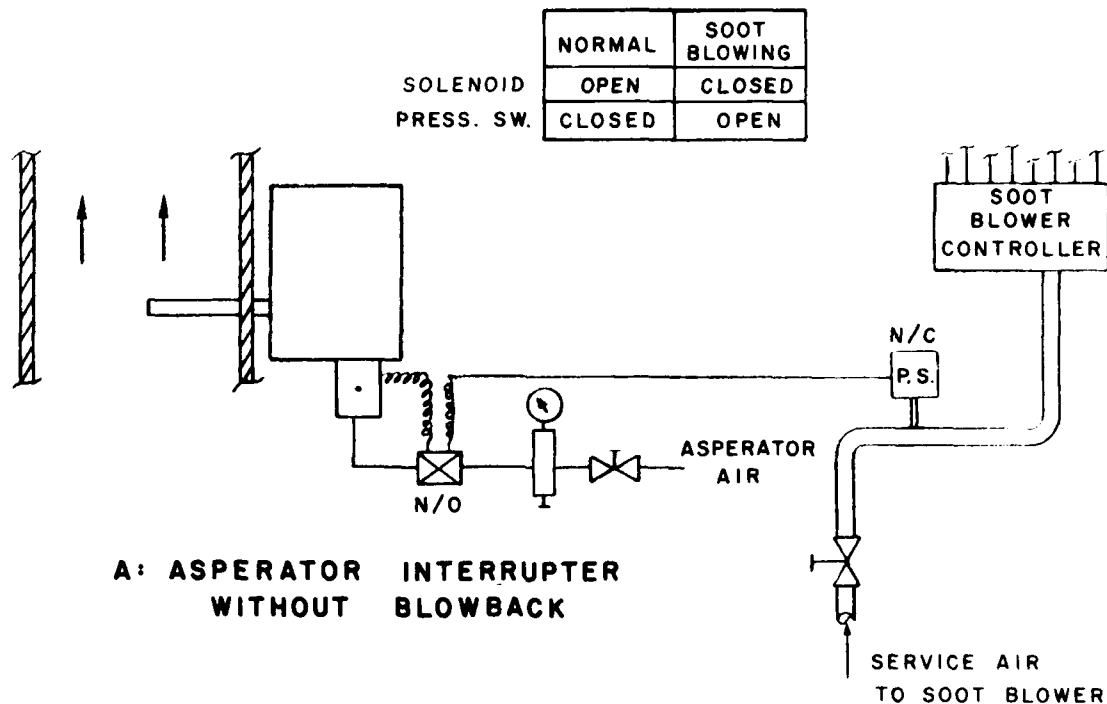 NORMAL
SOOT
BLOWING
SOLENOID OPEN CLOSED
PRESS. SW. CLOSED OPEN
SOOT
BLOWER
CONTROLLER
N/C
P.S.
ASPERATOR
AIR
N/O
A: ASPERATOR INTERRUPTER
WITHOUT BLOWBACK
SERVICE AIR
TO SOOT BLOWER